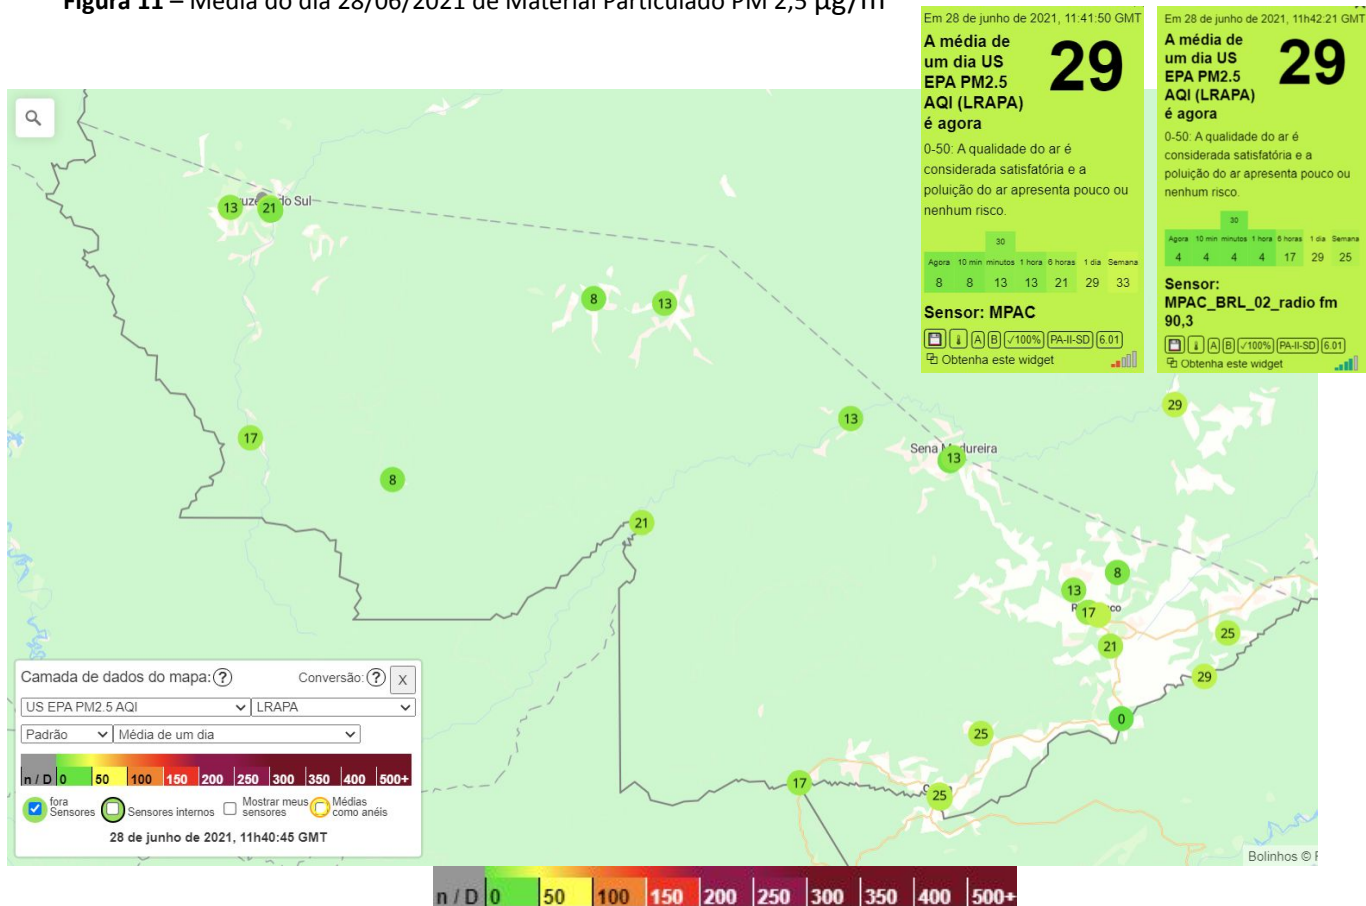 Figura 11 – Média do dia 28/06/2021 de Material Particulado PM 2,5 µg/m
Em 28 de junho de 2021, 11:41:50 GMT
A média de
um dia US
EPA PM2.5
AQI (LRAPA)
é agora
29
0-50: A qualidade do ar é
considerada satisfatória e a
poluição do ar apresenta pouco ou
nenhum risco.
30
Agora 10 min minutos 1 hora 6 horas 1 dia Semana
8 8 13 13 21 29 33
Sensor: MPAC
A B √100% PA-II-SD 6.01
Obtenha este widget
Em 28 de junho de 2021, 11h42:21 GMT
A média de
um dia US
EPA PM2.5
AQI (LRAPA)
é agora
29
0-50: A qualidade do ar é
considerada satisfatória e a
poluição do ar apresenta pouco ou
nenhum risco.
30
Agora 10 min minutos 1 hora 6 horas 1 dia Semana
4 4 4 4 17 29 25
Sensor:
MPAC_BRL_02_radio fm
90,3
A B √100% PA-II-SD 6.01
Obtenha este widget
13 uze 21 do Sul
8
13
29
13
17
Sena M dureira
13
8
21
8
13
R 17 co
25
21
29
0
25
17
25
Camada de dados do mapa: ? Conversão: ? X
US EPA PM2.5 AQI LRAPA
Padrão Média de um dia
n / D 0 50 100 150 200 250 300 350 400 500+
fora
Sensores Sensores internos Mostrar meus
sensores Médias
como anéis
28 de junho de 2021, 11h40:45 GMT
Bolinhos ©
n / D 0 50 100 150 200 250 300 350 400 500+